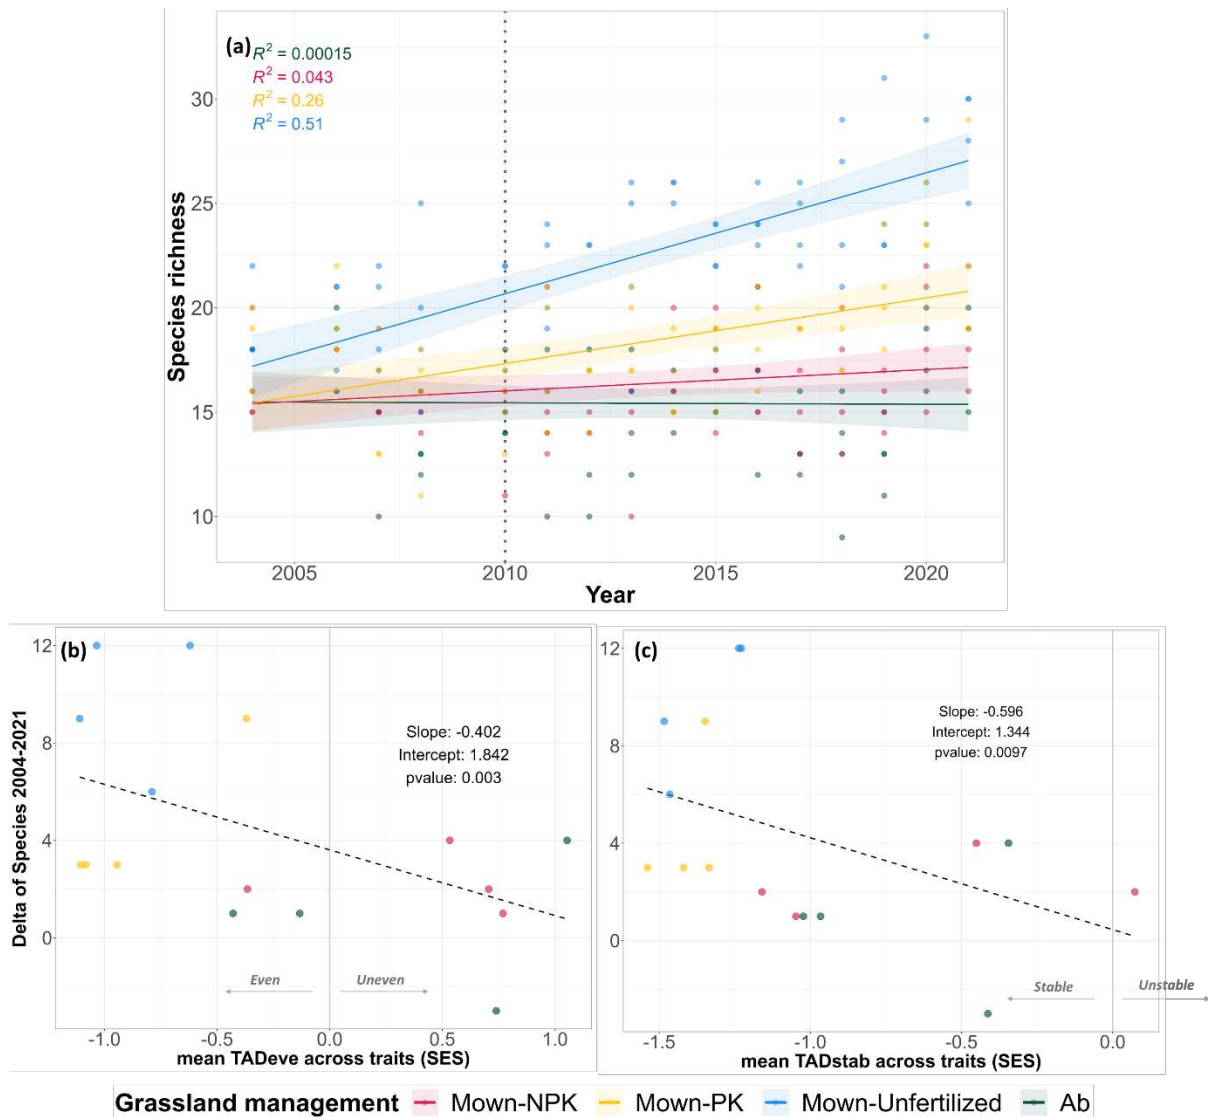 (a)
R² = 0.00015
R² = 0.043
R² = 0.26
R² = 0.51
Species richness
30
25
20
15
10
2005 2010 2015 2020
Year
(b)
Delta of Species 2004-2021
12
8
4
0
Slope: -0.402
Intercept: 1.842
pvalue: 0.003
Even Uneven
-1.0 -0.5 0.0 0.5 1.0
mean TADeve across traits (SES)
(c)
12
8
4
0
Slope: -0.596
Intercept: 1.344
pvalue: 0.0097
Stable Unstable
-1.5 -1.0 -0.5 0.0
mean TADstab across traits (SES)
Grassland management Mown-NPK Mown-PK Mown-Unfertilized Ab